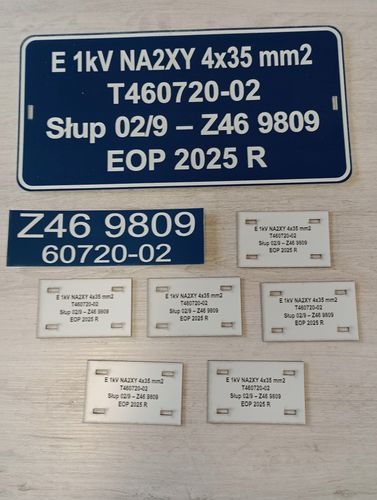 E 1kV NA2XY 4x35 mm2
T460720-02
Słup 02/9 – Z46 9809
EOP 2025 R
Z46 9809
60720-02
E 1kV NA2XY 4x35 mm2
T460720-02
Słup 02/9 – Z46 9809
EOP 2025 R
E 1kV NA2XY 4x35 mm2
T460720-02
Słup 02/9 – Z46 9809
EOP 2025 R
E 1kV NA2XY 4x35 mm2
T460720-02
Słup 02/9 – Z46 9809
EOP 2025 R
E 1kV NA2XY 4x35 mm2
T460720-02
Słup 02/9 – Z46 9809
EOP 2025 R
E 1kV NA2XY 4x35 mm2
T460720-02
Słup 02/9 – Z46 9809
EOP 2025 R
E 1kV NA2XY 4x35 mm2
T460720-02
Słup 02/9 – Z46 9809
EOP 2025 R